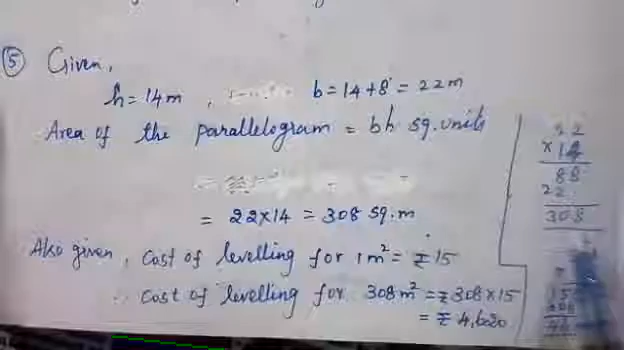 5 Given,
h = 14m , b = 14+8 = 22m
Area of the parallelogram = bh sq.units
= 22×14 = 308 sq.m
Also given, Cost of levelling for 1m² = ₹15
∴ Cost of levelling for 308m² = ₹308×15
= ₹4,620
22
×14
88
22
308